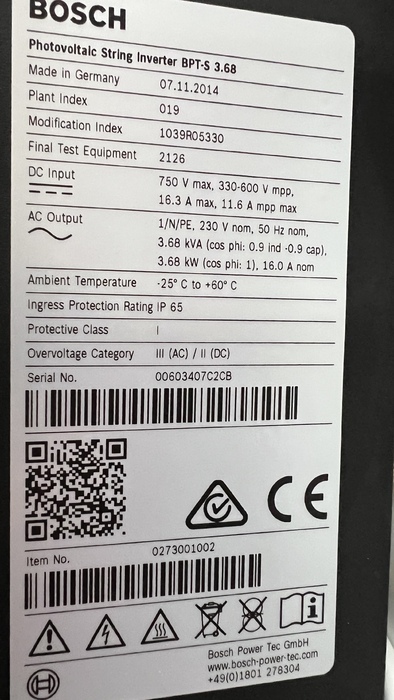 BOSCH
Photovoltaic String Inverter BPT-S 3.68
Made in Germany 07.11.2014
Plant Index 019
Modification Index 1039R05330
Final Test Equipment 2126
DC Input 750 V max, 330-600 V mpp,
16.3 A max, 11.6 A mpp max
AC Output 1/N/PE, 230 V nom, 50 Hz nom,
3.68 kVA (cos phi: 0.9 ind -0.9 cap),
3.68 kW (cos phi: 1), 16.0 A nom
Ambient Temperature -25° C to +60° C
Ingress Protection Rating IP 65
Protective Class I
Overvoltage Category III (AC) / II (DC)
Serial No. 00603407C2CB
CE
Item No. 0273001002
Bosch Power Tec GmbH
www.bosch-power-tec.com
+49(0)1801 278304